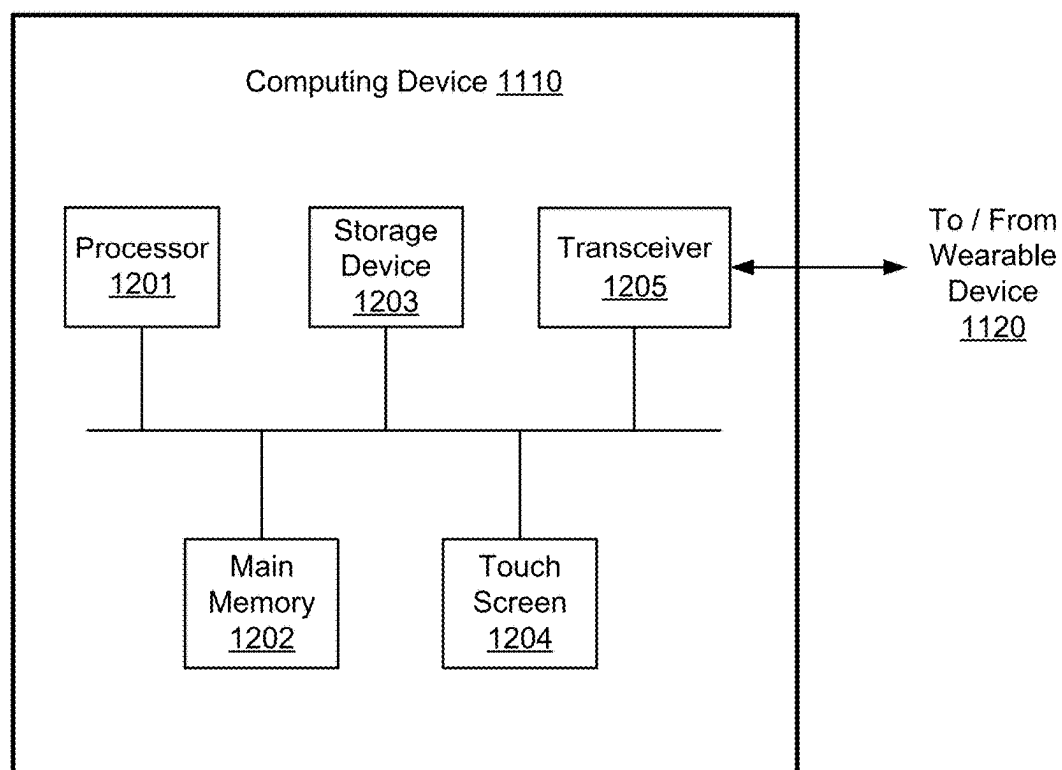 Computing Device 1110
Processor
1201
Storage
Device
1203
Transceiver
1205
To / From
Wearable
Device
1120
Main
Memory
1202
Touch
Screen
1204